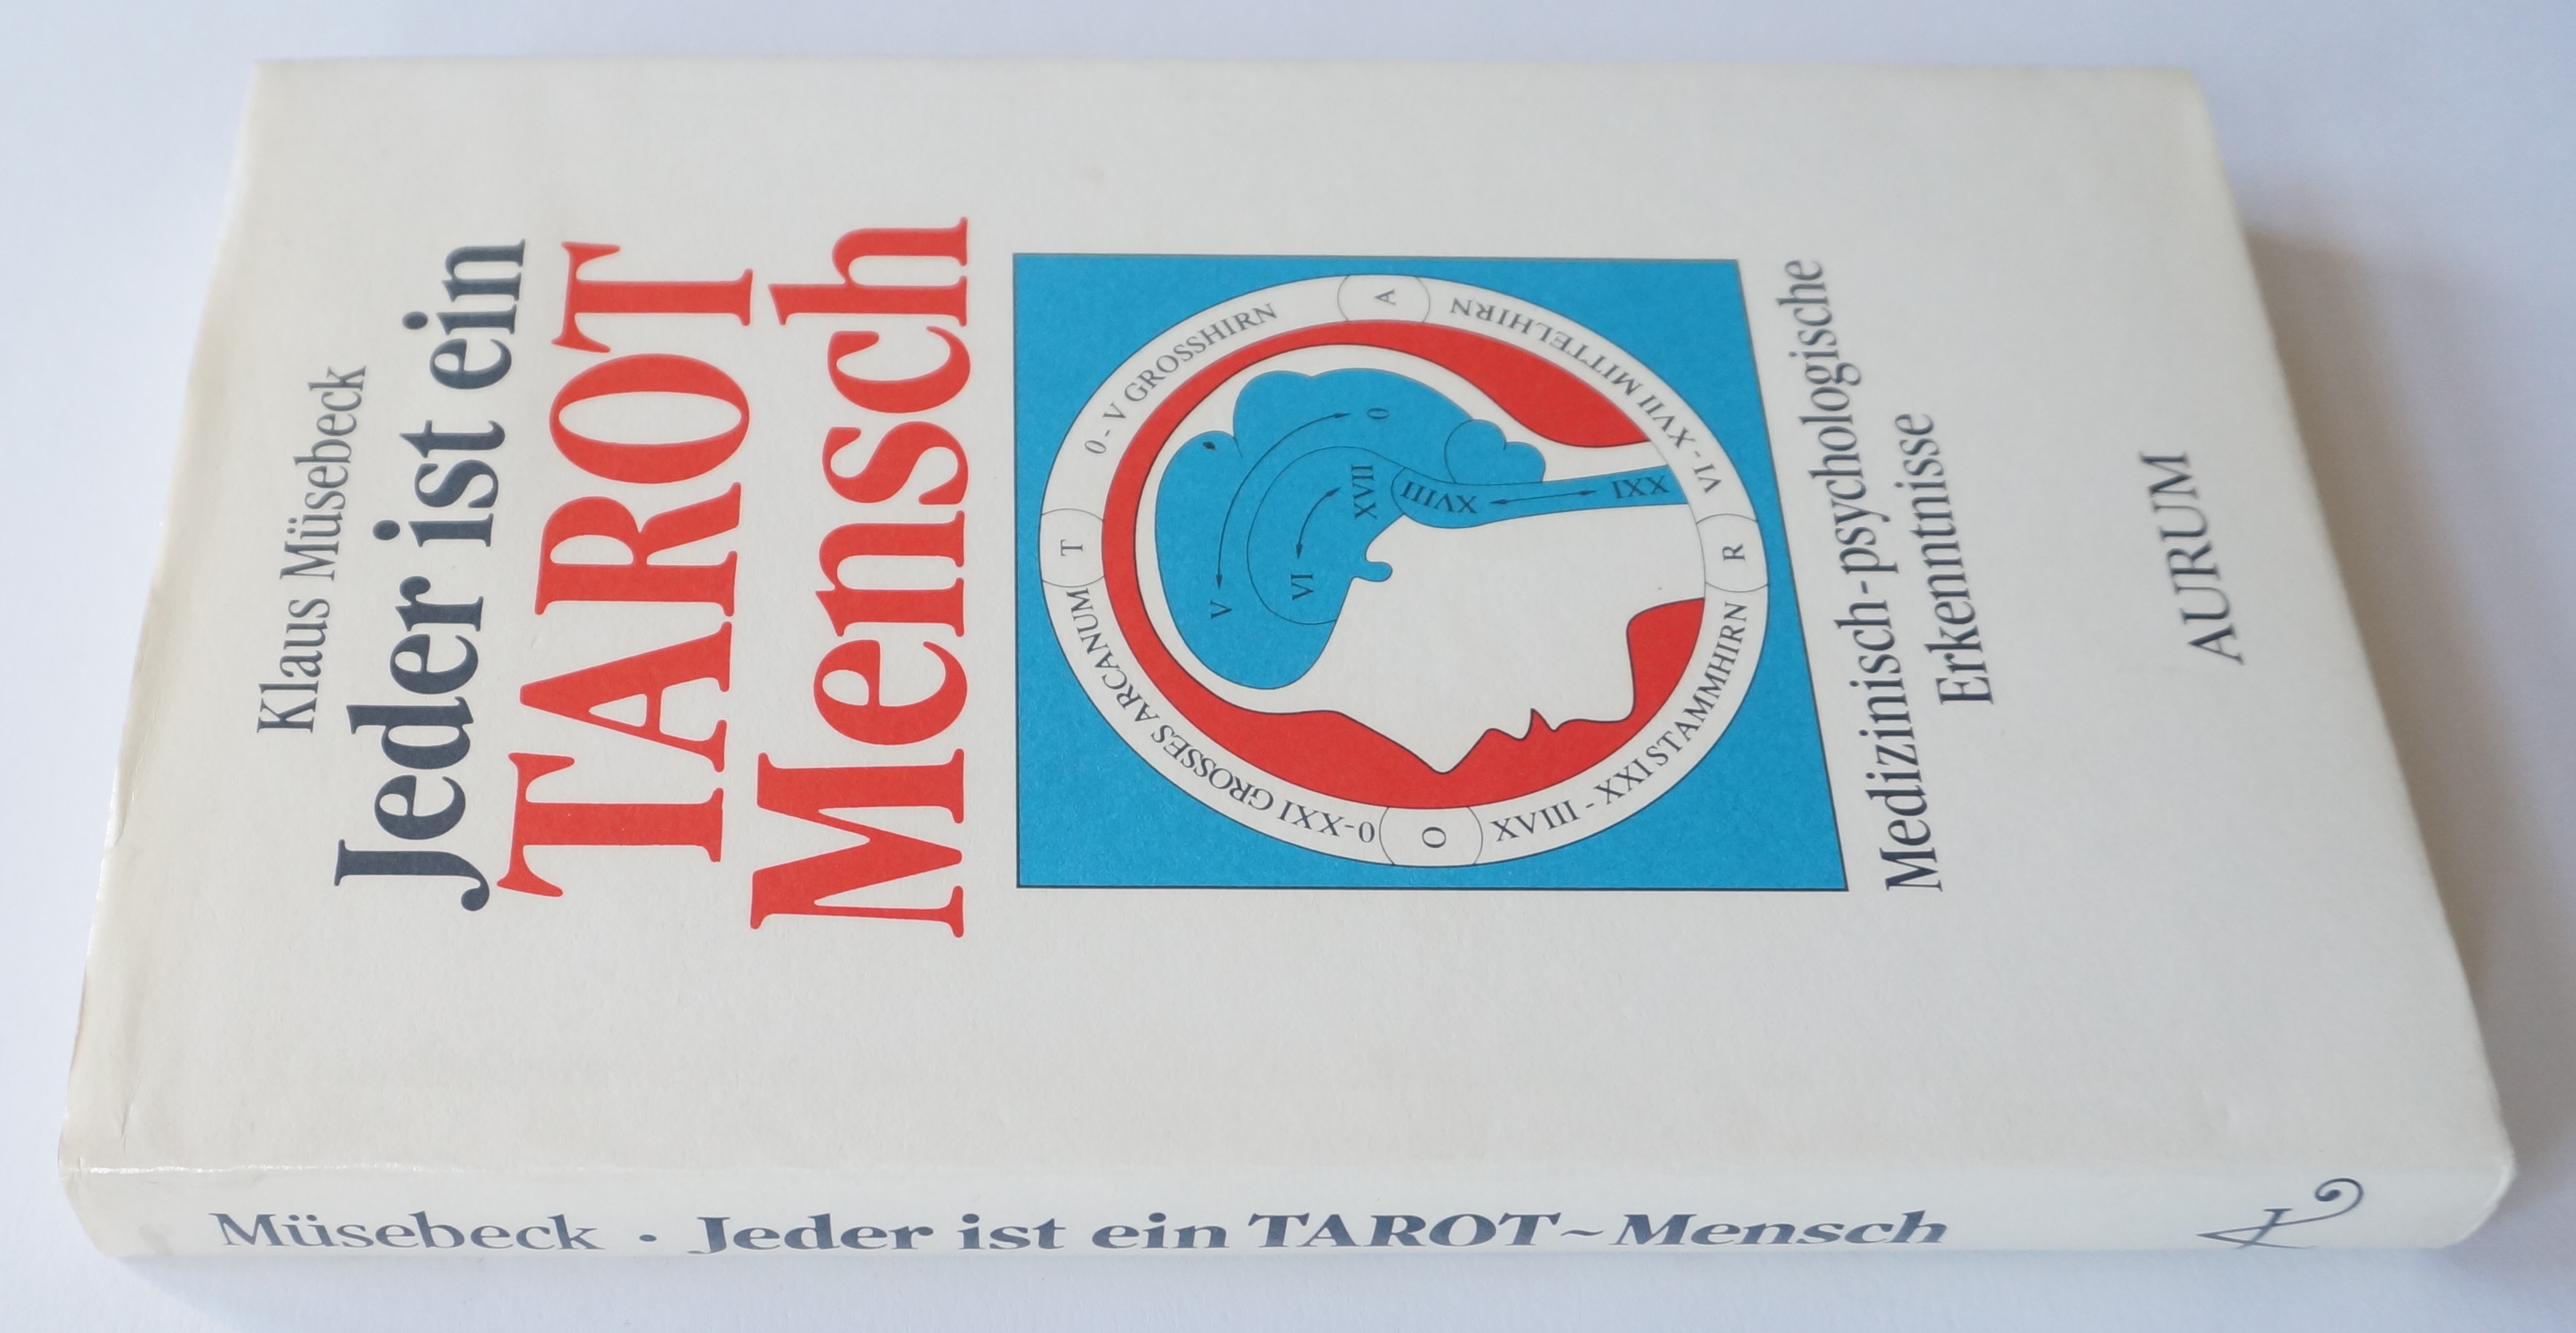 Klaus Müsebeck
Jeder ist ein
TAROT
Mensch
T
0 - V GROSSHIRN
A
VI - XVII MITTELHIRN
R
XVIII - XXI STAMMHIRN
O
0-XXI GROSSES ARCANUM
V
0
VI
XVII
XVIII
XXI
Medizinisch-psychologische
Erkenntnisse
AURUM
Müsebeck · Jeder ist ein TAROT~Mensch